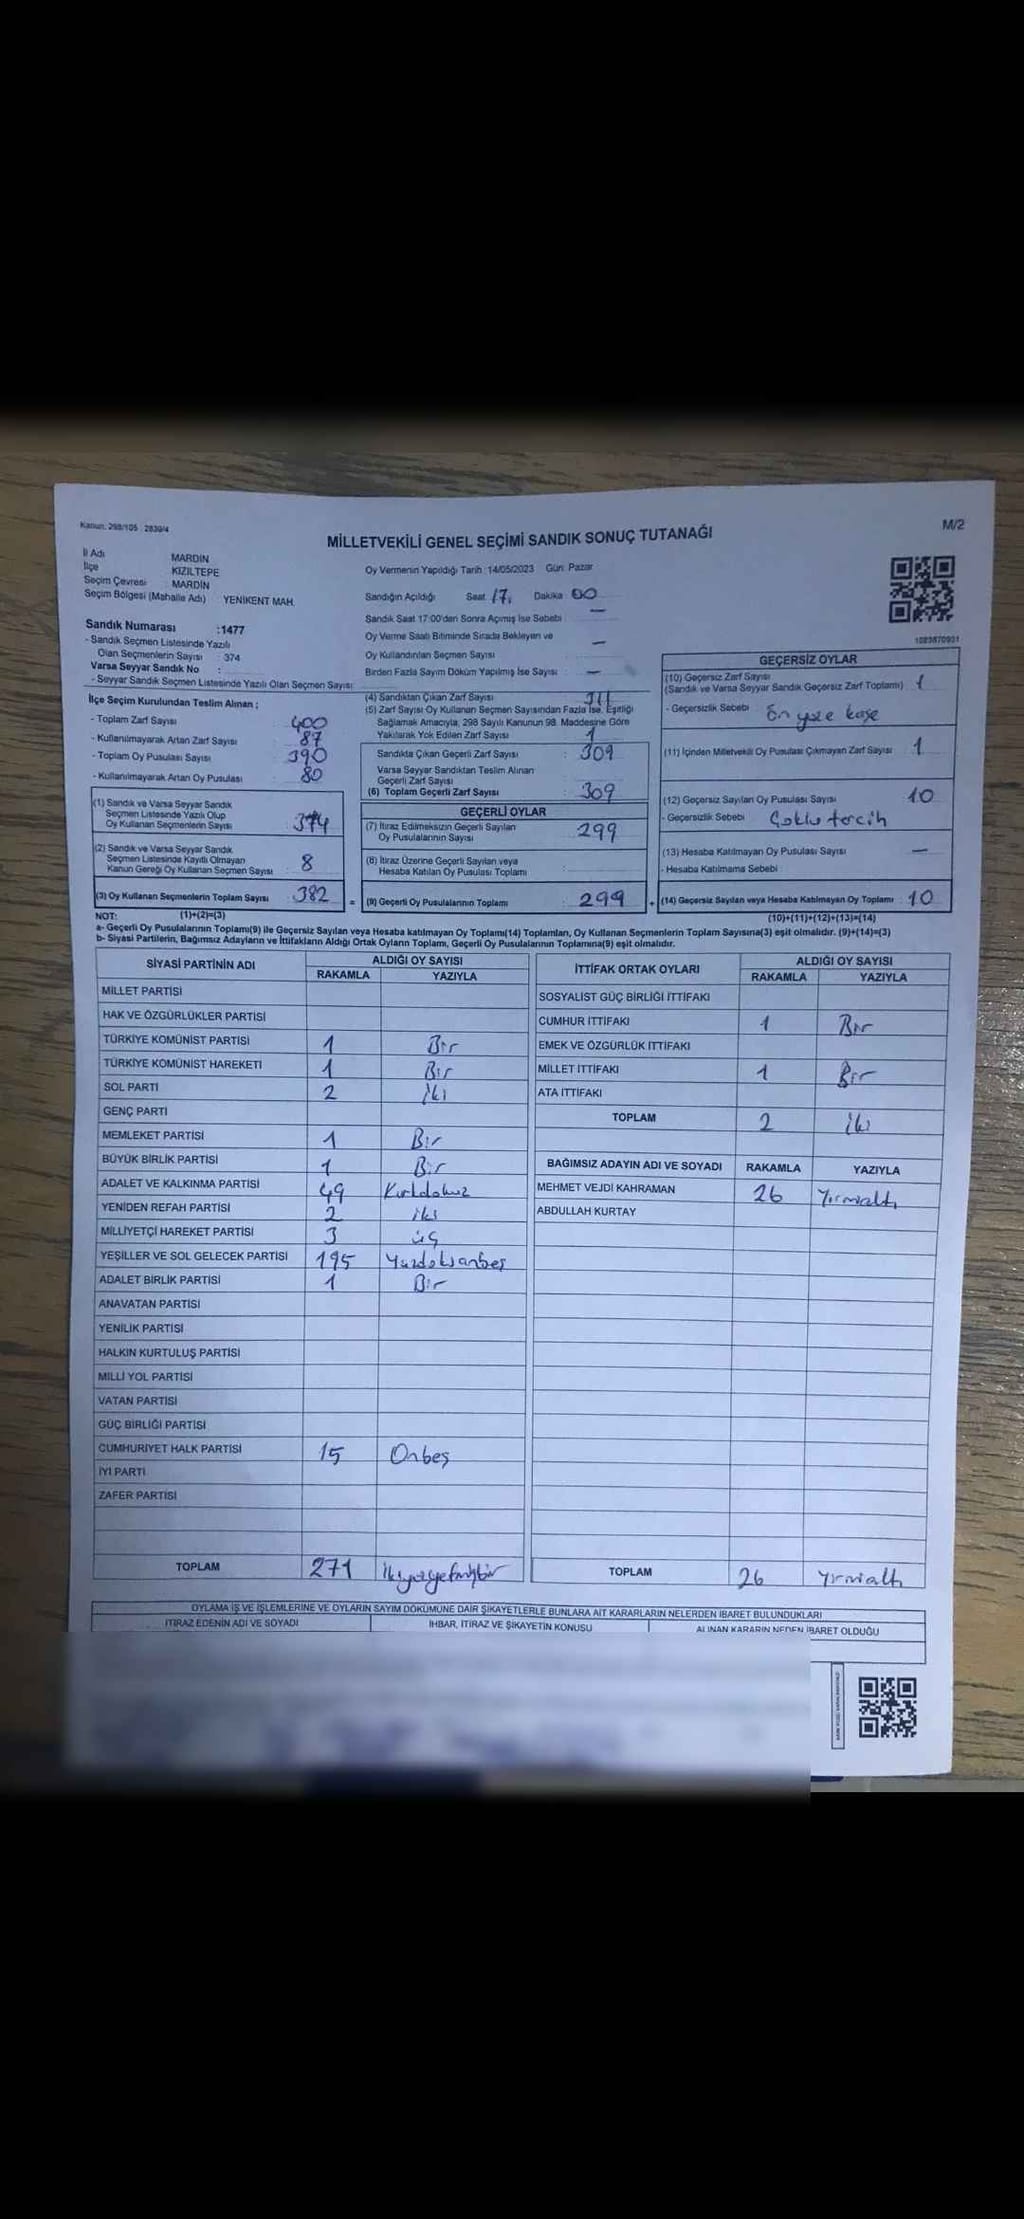 Kanun: 298/105 2839/4
M/2
MİLLETVEKİLİ GENEL SEÇİMİ SANDIK SONUÇ TUTANAĞI
İl Adı MARDİN
İlçe KIZILTEPE
Seçim Çevresi MARDİN
Seçim Bölgesi (Mahalle Adı) YENİKENT MAH.
Sandık Numarası :1477
- Sandık Seçmen Listesinde Yazılı
Olan Seçmenlerin Sayısı : 374
Varsa Seyyar Sandık No :
- Seyyar Sandık Seçmen Listesinde Yazılı Olan Seçmen Sayısı:
Oy Vermenin Yapıldığı Tarih :14/05/2023 Gün: Pazar
Sandığın Açıldığı Saat 17. Dakika 00
Sandık Saat 17:00'den Sonra Açımış İse Sebebi —
Oy Verme Saati Bitiminde Sırada Bekleyen ve
Oy Kullandırılan Seçmen Sayısı : —
Birden Fazla Sayım Döküm Yapılmış İse Sayısı : —
1083870931
İlçe Seçim Kurulundan Teslim Alınan ;
- Toplam Zarf Sayısı 400
- Kullanılmayarak Artan Zarf Sayısı 87
- Toplam Oy Pusulası Sayısı 390
- Kullanılmayarak Artan Oy Pusulası 80
(1) Sandık ve Varsa Seyyar Sandık
Seçmen Listesinde Yazılı Olup
Oy Kullanan Seçmenlerin Sayısı 374
(2) Sandık ve Varsa Seyyar Sandık
Seçmen Listesinde Kayıtlı Olmayan
Kanun Gereği Oy Kullanan Seçmen Sayısı 8
(3) Oy Kullanan Seçmenlerin Toplam Sayısı 382
(4) Sandıktan Çıkan Zarf Sayısı 311
(5) Zarf Sayısı Oy Kullanan Seçmen Sayısından Fazla İse, Eşitliği
Sağlamak Amacıyla, 298 Sayılı Kanunun 98. Maddesine Göre
Yakılarak Yok Edilen Zarf Sayısı 1
Sandıkta Çıkan Geçerli Zarf Sayısı : 309
Varsa Seyyar Sandıktan Teslim Alınan
Geçerli Zarf Sayısı
(6) Toplam Geçerli Zarf Sayısı : 309
GEÇERLİ OYLAR
(7) İtiraz Edilmeksizin Geçerli Sayılan
Oy Pusulalarının Sayısı : 299
(8) İtiraz Üzerine Geçerli Sayılan veya
Hesaba Katılan Oy Pusulası Toplamı :
= (9) Geçerli Oy Pusulalarının Toplamı : 299
GEÇERSİZ OYLAR
(10) Geçersiz Zarf Sayısı
(Sandık ve Varsa Seyyar Sandık Geçersiz Zarf Toplamı) : 1
- Geçersizlik Sebebi : Ön yüze kaşe
(11) İçinden Milletvekili Oy Pusulası Çıkmayan Zarf Sayısı : 1
(12) Geçersiz Sayılan Oy Pusulası Sayısı 10
- Geçersizlik Sebebi Çoklu tercih
(13) Hesaba Katılmayan Oy Pusulası Sayısı —
- Hesaba Katılmama Sebebi :
+ (14) Geçersiz Sayılan veya Hesaba Katılmayan Oy Toplamı : 10
NOT: (1)+(2)=(3)
(10)+(11)+(12)+(13)=(14)
a- Geçerli Oy Pusulalarının Toplamı(9) ile Geçersiz Sayılan veya Hesaba katılmayan Oy Toplamı(14) Toplamları, Oy Kullanan Seçmenlerin Toplam Sayısına(3) eşit olmalıdır. (9)+(14)=(3)
b- Siyasi Partilerin, Bağımsız Adayların ve İttifakların Aldığı Ortak Oyların Toplam, Geçerli Oy Pusulalarının Toplamına(9) eşit olmalıdır.
SİYASİ PARTİNİN ADI
ALDIĞI OY SAYISI
RAKAMLA YAZIYLA
MİLLET PARTİSİ
HAK VE ÖZGÜRLÜKLER PARTİSİ
TÜRKİYE KOMÜNİST PARTİSİ 1 Bir
TÜRKİYE KOMÜNİST HAREKETİ 1 Bir
SOL PARTİ 2 iki
GENÇ PARTİ
MEMLEKET PARTİSİ 1 Bir
BÜYÜK BİRLİK PARTİSİ 1 Bir
ADALET VE KALKINMA PARTİSİ 49 Kırkdokuz
YENİDEN REFAH PARTİSİ 2 iki
MİLLİYETÇİ HAREKET PARTİSİ 3 üç
YEŞİLLER VE SOL GELECEK PARTİSİ 195 Yüzdoksanbeş
ADALET BİRLİK PARTİSİ 1 Bir
ANAVATAN PARTİSİ
YENİLİK PARTİSİ
HALKIN KURTULUŞ PARTİSİ
MİLLİ YOL PARTİSİ
VATAN PARTİSİ
GÜÇ BİRLİĞİ PARTİSİ
CUMHURİYET HALK PARTİSİ 15 Onbeş
İYİ PARTİ
ZAFER PARTİSİ
TOPLAM 271 İkiyüzyetmişbir
İTTİFAK ORTAK OYLARI
ALDIĞI OY SAYISI
RAKAMLA YAZIYLA
SOSYALİST GÜÇ BİRLİĞİ İTTİFAKI
CUMHUR İTTİFAKI 1 Bir
EMEK VE ÖZGÜRLÜK İTTİFAKI
MİLLET İTTİFAKI 1 Bir
ATA İTTİFAKI
TOPLAM 2 iki
BAĞIMSIZ ADAYIN ADI VE SOYADI RAKAMLA YAZIYLA
MEHMET VEJDİ KAHRAMAN 26 Yirmialtı
ABDULLAH KURTAY
TOPLAM 26 Yirmialtı
OYLAMA İŞ VE İŞLEMLERİNE VE OYLARIN SAYIM DÖKÜMÜNE DAİR ŞİKAYETLERLE BUNLARA AİT KARARLARIN NELERDEN İBARET BULUNDUKLARI
İTİRAZ EDENİN ADI VE SOYADI İHBAR, İTİRAZ VE ŞİKAYETİN KONUSU ALINAN KARARIN NEDEN İBARET OLDUĞU